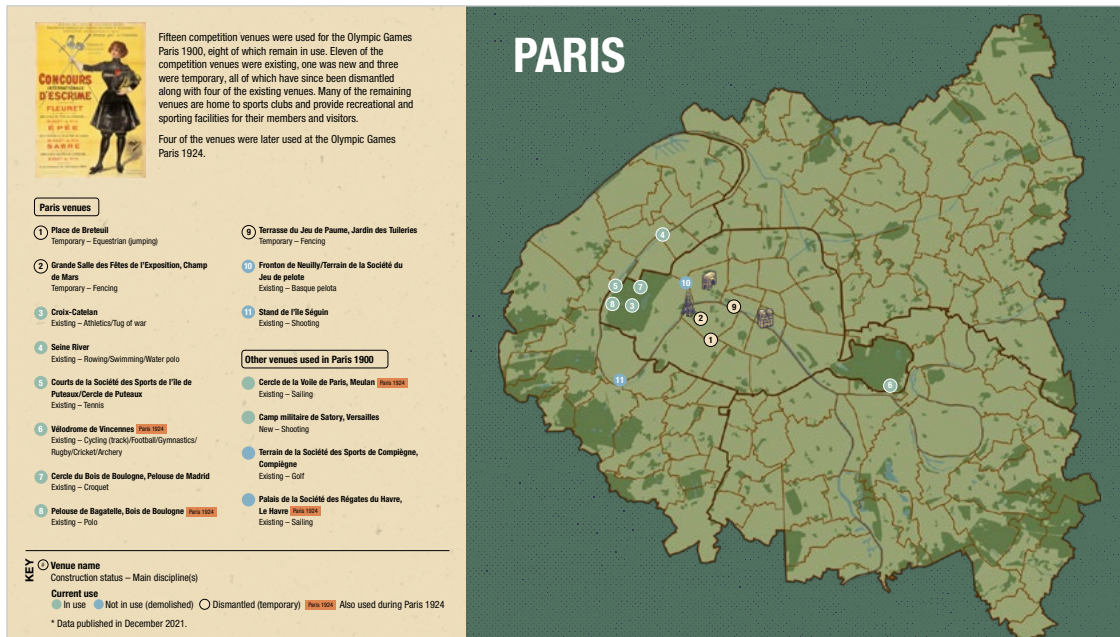 CONCOURS
INTERNATIONAUX
D'ESCRIME
FLEURET
ÉPÉE
SABRE
Fifteen competition venues were used for the Olympic Games
Paris 1900, eight of which remain in use. Eleven of the
competition venues were existing, one was new and three
were temporary, all of which have since been dismantled
along with four of the existing venues. Many of the remaining
venues are home to sports clubs and provide recreational and
sporting facilities for their members and visitors.
Four of the venues were later used at the Olympic Games
Paris 1924.
Paris venues
1 Place de Breteuil
Temporary – Equestrian (jumping)
2 Grande Salle des Fêtes de l'Exposition, Champ
de Mars
Temporary – Fencing
3 Croix-Catelan
Existing – Athletics/Tug of war
4 Seine River
Existing – Rowing/Swimming/Water polo
5 Courts de la Société des Sports de l'île de
Puteaux/Cercle de Puteaux
Existing – Tennis
6 Vélodrome de Vincennes Paris 1924
Existing – Cycling (track)/Football/Gymnastics/
Rugby/Cricket/Archery
7 Cercle du Bois de Boulogne, Pelouse de Madrid
Existing – Croquet
8 Pelouse de Bagatelle, Bois de Boulogne Paris 1924
Existing – Polo
9 Terrasse du Jeu de Paume, Jardin des Tuileries
Temporary – Fencing
10 Fronton de Neuilly/Terrain de la Société du
Jeu de pelote
Existing – Basque pelota
11 Stand de l'île Séguin
Existing – Shooting
Other venues used in Paris 1900
Cercle de la Voile de Paris, Meulan Paris 1924
Existing – Sailing
Camp militaire de Satory, Versailles
New – Shooting
Terrain de la Société des Sports de Compiègne,
Compiègne
Existing – Golf
Palais de la Société des Régates du Havre,
Le Havre Paris 1924
Existing – Sailing
KEY
# Venue name
Construction status – Main discipline(s)
Current use
In use Not in use (demolished) Dismantled (temporary) Paris 1924 Also used during Paris 1924
* Data published in December 2021.
PARIS
4
5
7
8
3
10
2
9
1
11
6